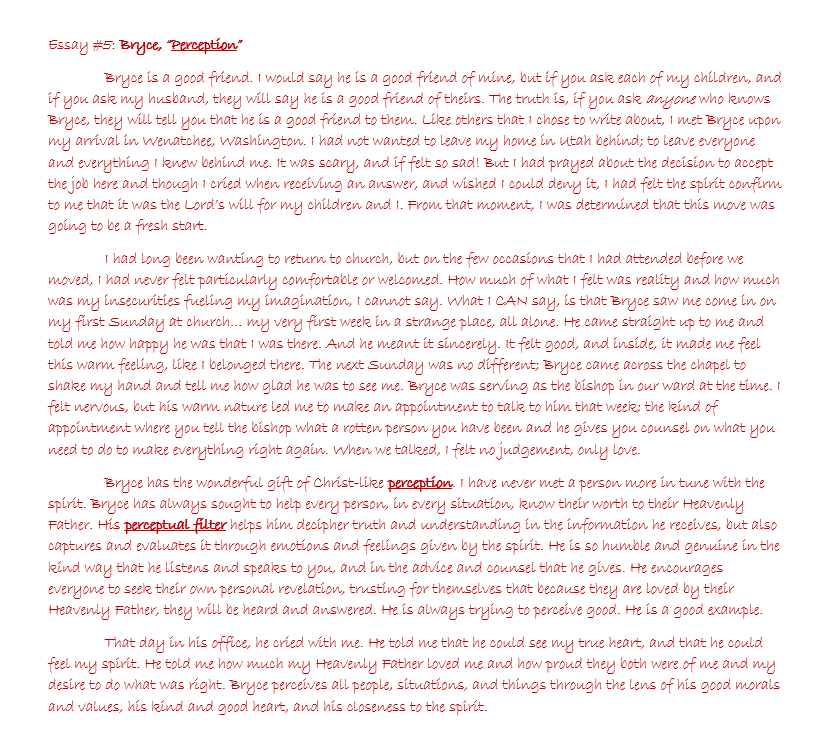 Essay #5: Bryce, "Perception"
Bryce is a good friend. I would say he is a good friend of mine, but if you ask each of my children, and
if you ask my husband, they will say he is a good friend of theirs. The truth is, if you ask anyone who knows
Bryce, they will tell you that he is a good friend to them. Like others that I chose to write about, I met Bryce upon
my arrival in Wenatchee, Washington. I had not wanted to leave my home in Utah behind; to leave everyone
and everything I knew behind me. It was scary, and if felt so sad! But I had prayed about the decision to accept
the job here and though I cried when receiving an answer, and wished I could deny it, I had felt the spirit confirm
to me that it was the Lord's will for my children and I. From that moment, I was determined that this move was
going to be a fresh start.
I had long been wanting to return to church, but on the few occasions that I had attended before we
moved, I had never felt particularly comfortable or welcomed. How much of what I felt was reality and how much
was my insecurities fueling my imagination, I cannot say. What I CAN say, is that Bryce saw me come in on
my first Sunday at church... my very first week in a strange place, all alone. He came straight up to me and
told me how happy he was that I was there. And he meant it sincerely. It felt good, and inside, it made me feel
this warm feeling, like I belonged there. The next Sunday was no different; Bryce came across the chapel to
shake my hand and tell me how glad he was to see me. Bryce was serving as the bishop in our ward at the time. I
felt nervous, but his warm nature led me to make an appointment to talk to him that week; the kind of
appointment where you tell the bishop what a rotten person you have been and he gives you counsel on what you
need to do to make everything right again. When we talked, I felt no judgement, only love.
Bryce has the wonderful gift of Christ-like perception. I have never met a person more in tune with the
spirit. Bryce has always sought to help every person, in every situation, know their worth to their Heavenly
Father. His perceptual filter helps him decipher truth and understanding in the information he receives, but also
captures and evaluates it through emotions and feelings given by the spirit. He is so humble and genuine in the
kind way that he listens and speaks to you, and in the advice and counsel that he gives. He encourages
everyone to seek their own personal revelation, trusting for themselves that because they are loved by their
Heavenly Father, they will be heard and answered. He is always trying to perceive good. He is a good example.
That day in his office, he cried with me. He told me that he could see my true heart, and that he could
feel my spirit. He told me how much my Heavenly Father loved me and how proud they both were of me and my
desire to do what was right. Bryce perceives all people, situations, and things through the lens of his good morals
and values, his kind and good heart, and his closeness to the spirit.